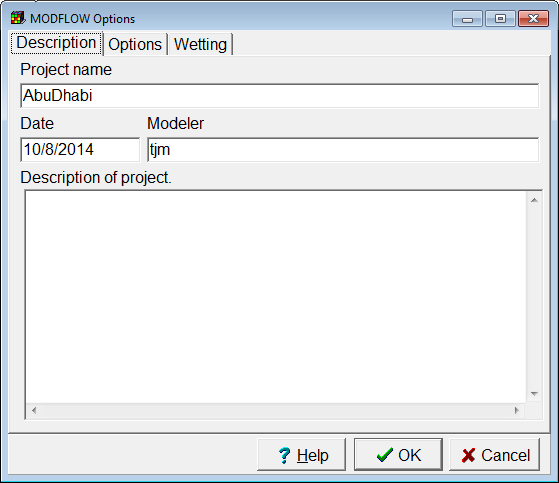 MODFLOW Options
Description Options Wetting
Project name
AbuDhabi
Date Modeler
10/8/2014 tjm
Description of project.
? Help OK Cancel